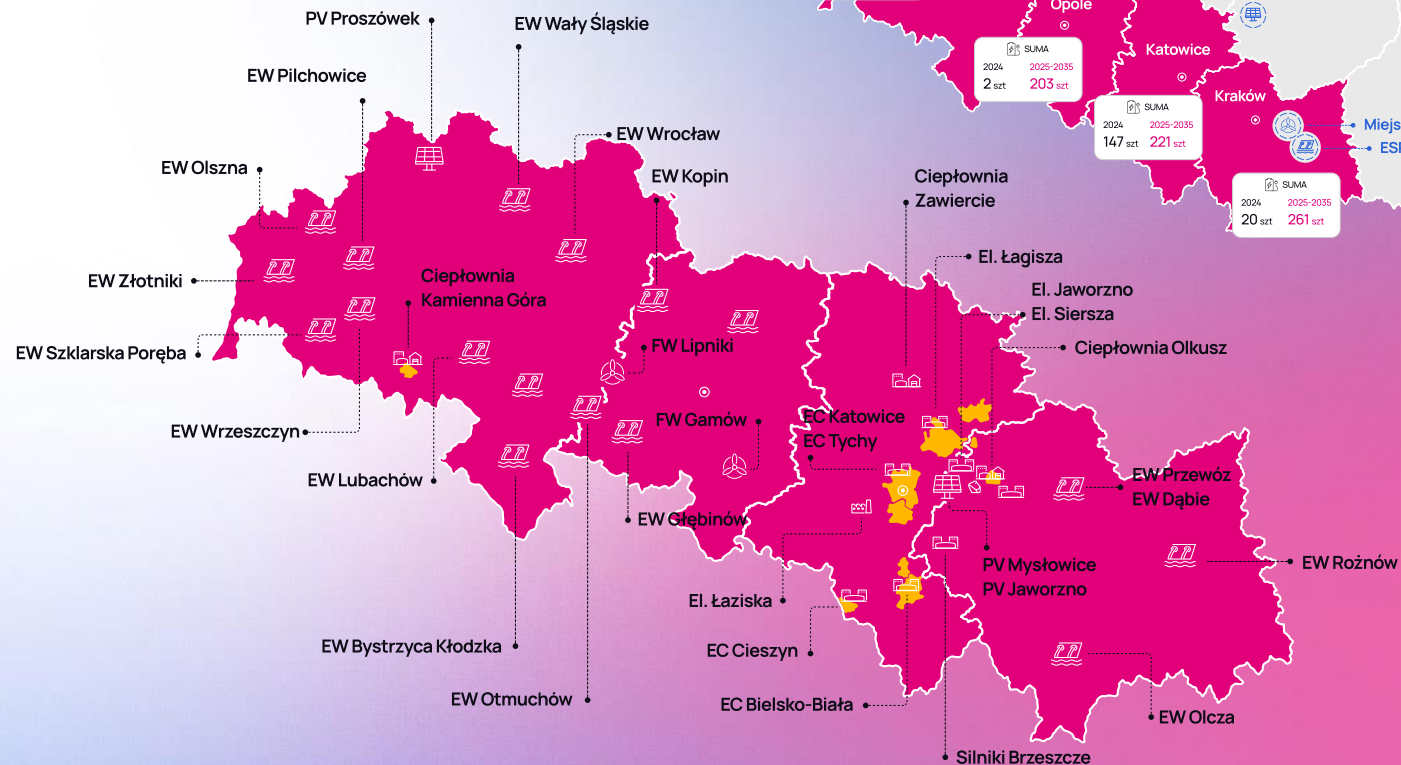 PV Proszówek
EW Wały Śląskie
EW Pilchowice
EW Wrocław
EW Olszna
EW Kopin
EW Złotniki
Ciepłownia
Kamienna Góra
EW Szklarska Poręba
FW Lipniki
EW Wrzeszczyn
FW Gamów
EW Lubachów
EW Głębinów
EW Bystrzyca Kłodzka
EW Otmuchów
Ciepłownia
Zawiercie
El. Łagisza
El. Jaworzno
El. Siersza
Ciepłownia Olkusz
EC Katowice
EC Tychy
EW Przewóz
EW Dąbie
EW Rożnów
PV Mysłowice
PV Jaworzno
El. Łaziska
EC Cieszyn
EC Bielsko-Biała
EW Olcza
Silniki Brzeszcze
Opole
SUMA
2024 2025-2035
2 szt 203 szt
Katowice
SUMA
2024 2025-2035
147 szt 221 szt
Kraków
SUMA
2024 2025-2035
20 szt 261 szt
Miejs